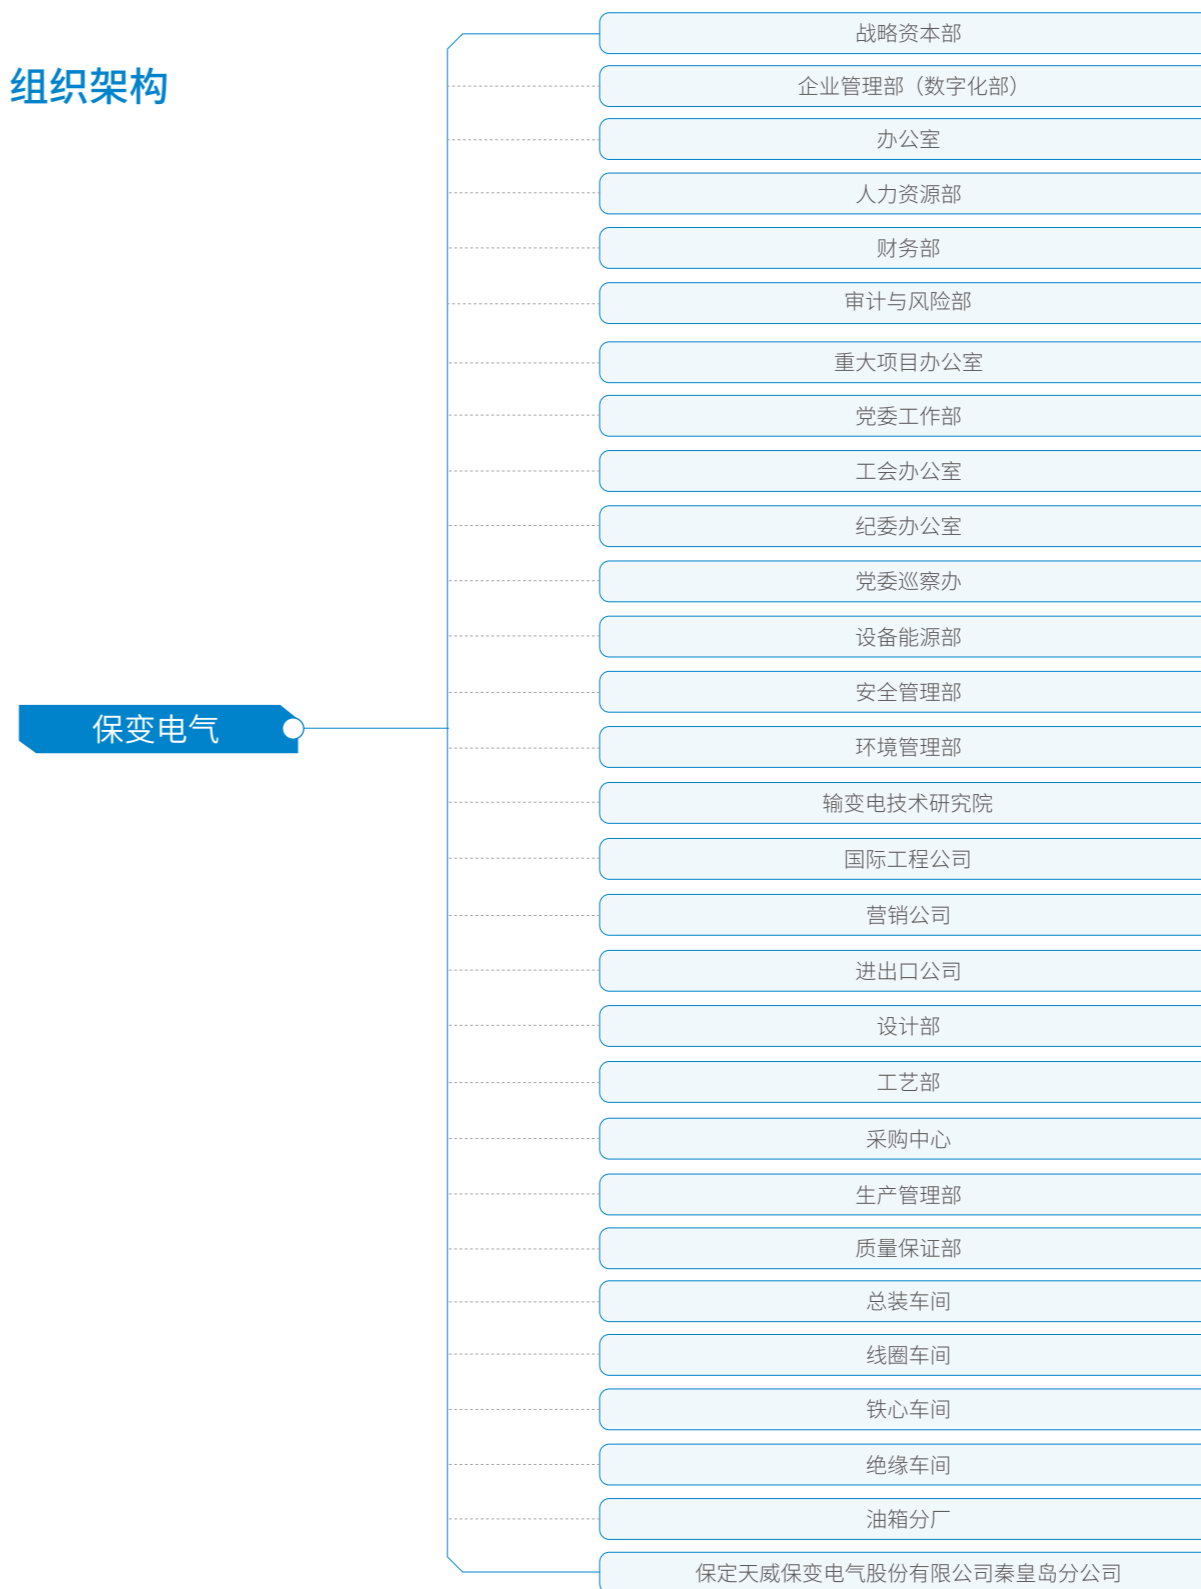 组织架构
战略资本部
企业管理部（数字化部）
办公室
人力资源部
财务部
审计与风险部
重大项目办公室
党委工作部
工会办公室
纪委办公室
党委巡察办
设备能源部
安全管理部
保变电气
环境管理部
输变电技术研究院
国际工程公司
营销公司
进出口公司
设计部
工艺部
采购中心
生产管理部
质量保证部
总装车间
线圈车间
铁心车间
绝缘车间
油箱分厂
保定天威保变电气股份有限公司秦皇岛分公司